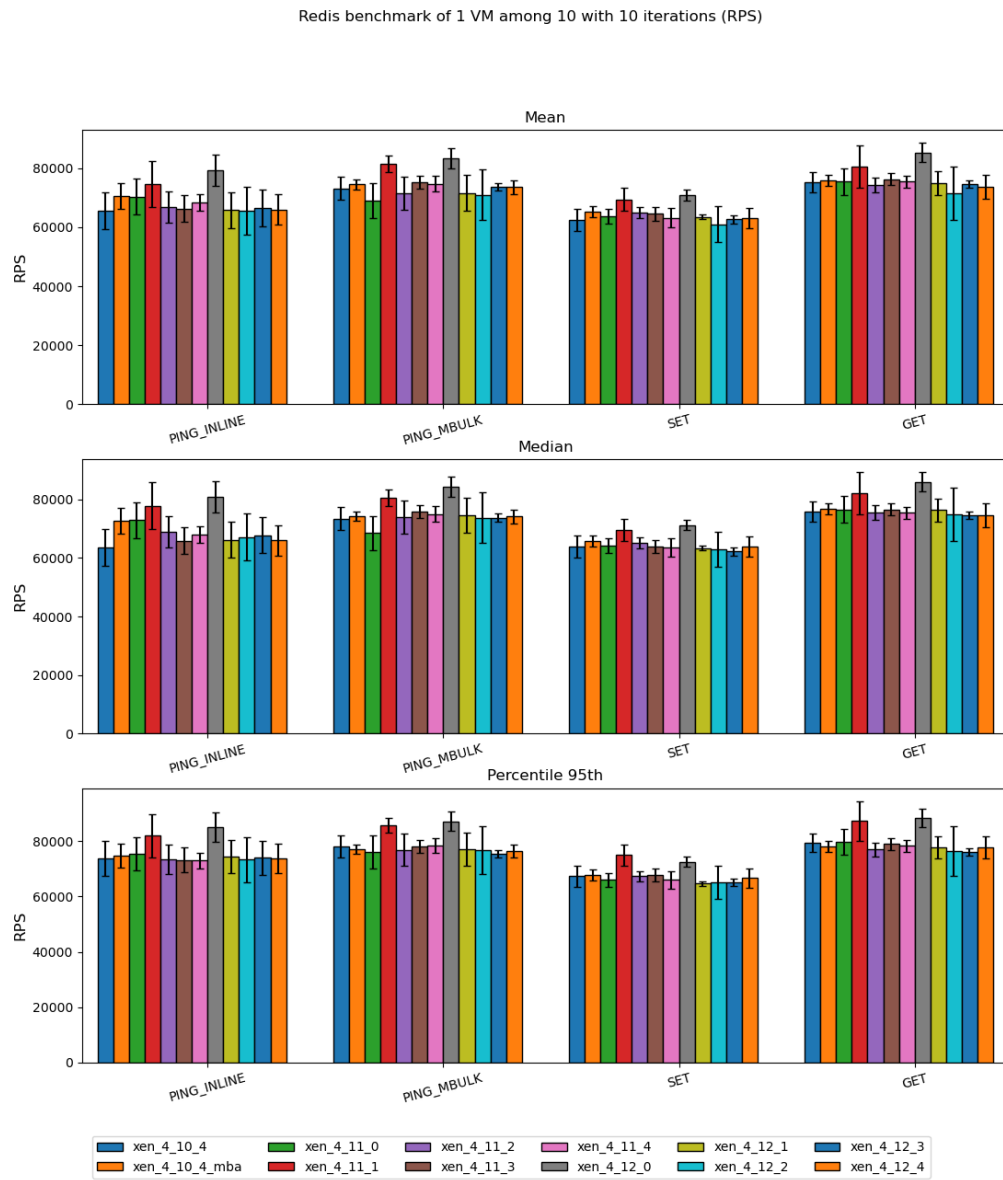 Redis benchmark of 1 VM among 10 with 10 iterations (RPS)
Mean
80000
60000
40000
20000
0
RPS
PING_INLINE PING_MBULK SET GET
Median
80000
60000
40000
20000
0
RPS
PING_INLINE PING_MBULK SET GET
Percentile 95th
80000
60000
40000
20000
0
RPS
PING_INLINE PING_MBULK SET GET
xen_4_10_4 xen_4_11_0 xen_4_11_2 xen_4_11_4 xen_4_12_1 xen_4_12_3
xen_4_10_4_mba xen_4_11_1 xen_4_11_3 xen_4_12_0 xen_4_12_2 xen_4_12_4